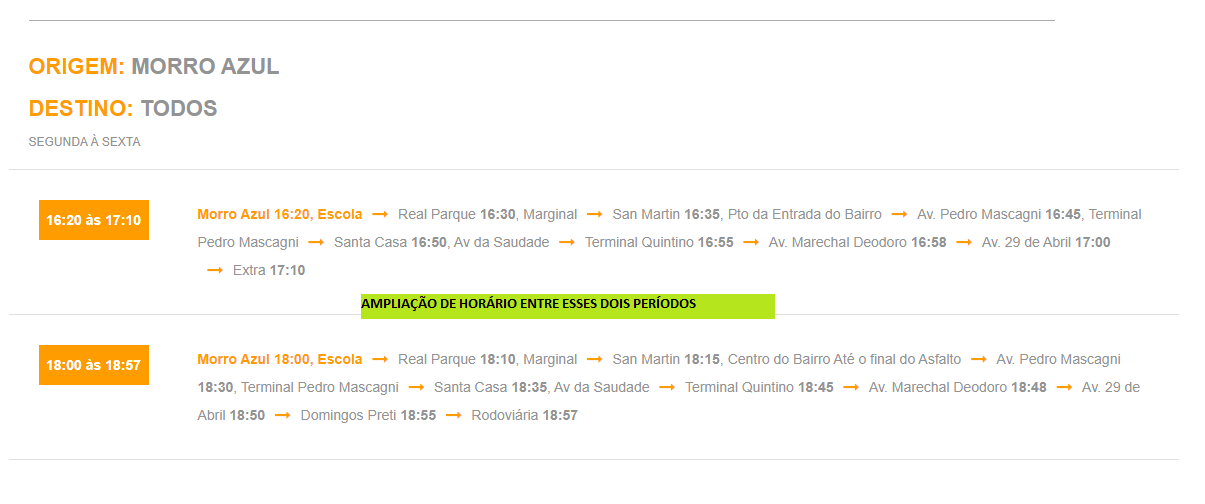 ORIGEM: MORRO AZUL
DESTINO: TODOS
SEGUNDA À SEXTA
16:20 às 17:10
Morro Azul 16:20, Escola → Real Parque 16:30, Marginal → San Martin 16:35, Pto da Entrada do Bairro → Av. Pedro Mascagni 16:45, Terminal
Pedro Mascagni → Santa Casa 16:50, Av da Saudade → Terminal Quintino 16:55 → Av. Marechal Deodoro 16:58 → Av. 29 de Abril 17:00
→ Extra 17:10
AMPLIAÇÃO DE HORÁRIO ENTRE ESSES DOIS PERÍODOS
18:00 às 18:57
Morro Azul 18:00, Escola → Real Parque 18:10, Marginal → San Martin 18:15, Centro do Bairro Até o final do Asfalto → Av. Pedro Mascagni
18:30, Terminal Pedro Mascagni → Santa Casa 18:35, Av da Saudade → Terminal Quintino 18:45 → Av. Marechal Deodoro 18:48 → Av. 29 de
Abril 18:50 → Domingos Preti 18:55 → Rodoviária 18:57